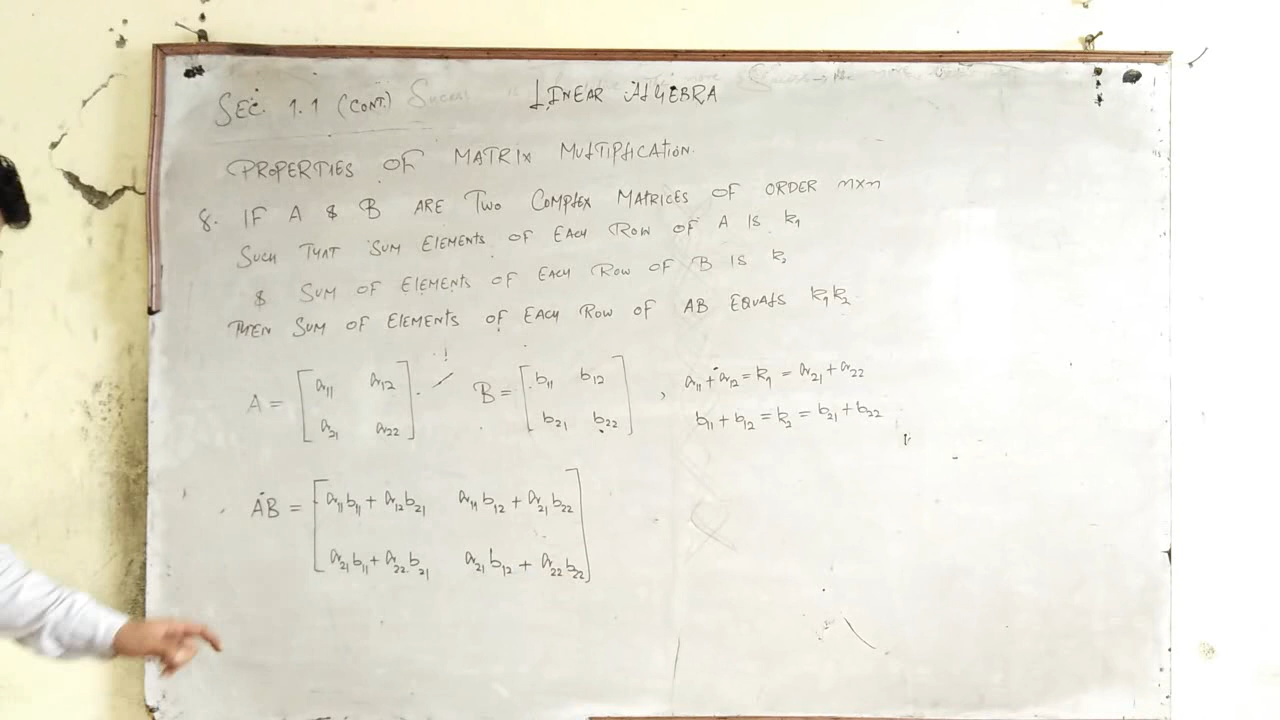 SEC. 1.1 (CONT.) Success LINEAR ALGEBRA
PROPERTIES OF MATRIX MULTIPLICATION.
8. IF A & B ARE TWO COMPLEX MATRICES OF ORDER n×n
SUCH THAT SUM ELEMENTS OF EACH ROW OF A IS k₁
& SUM OF ELEMENTS OF EACH ROW OF B IS k₂
THEN SUM OF ELEMENTS OF EACH ROW OF AB EQUALS k₁k₂
A = [a₁₁ a₁₂; a₂₁ a₂₂]. B = [b₁₁ b₁₂; b₂₁ b₂₂], a₁₁ + a₁₂ = k₁ = a₂₁ + a₂₂
b₁₁ + b₁₂ = k₂ = b₂₁ + b₂₂
AB = [a₁₁b₁₁ + a₁₂b₂₁ a₁₁b₁₂ + a₂₁b₂₂
a₂₁b₁₁ + a₂₂b₂₁ a₂₁b₁₂ + a₂₂b₂₂]